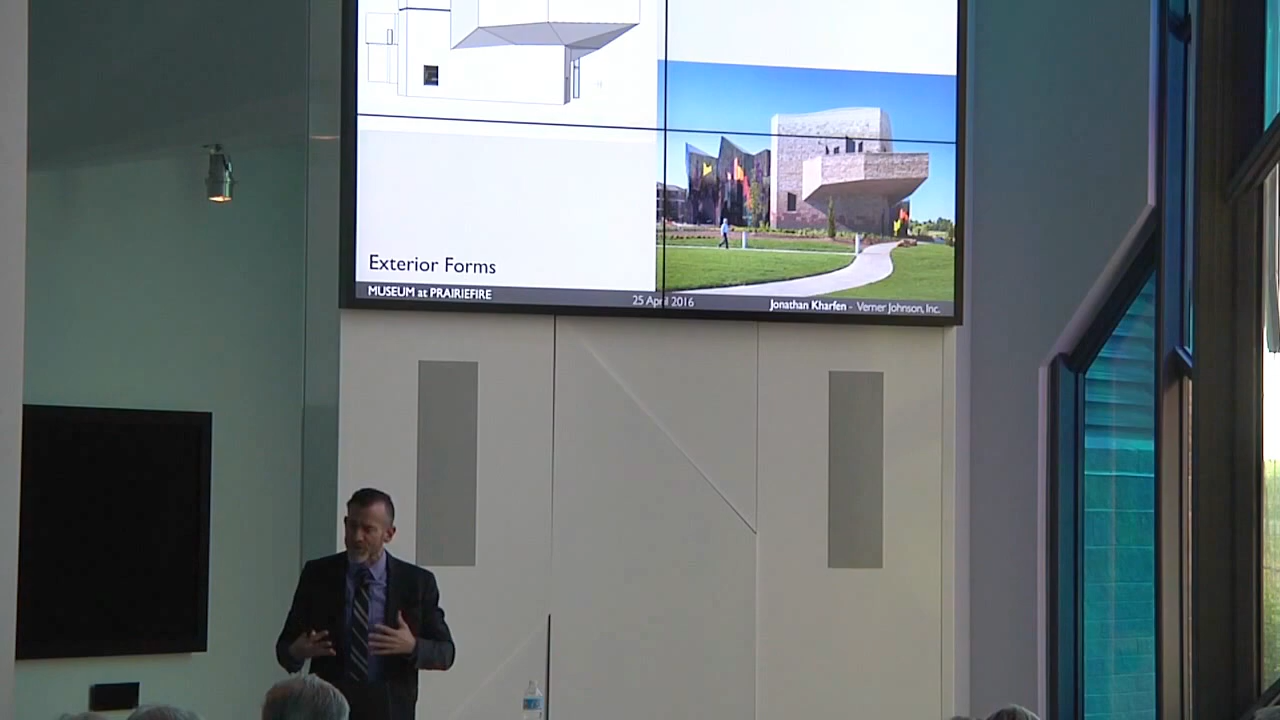 Exterior Forms
MUSEUM at PRAIRIEFIRE
25 April 2016
Jonathan Kharfen - Verner Johnson, Inc.